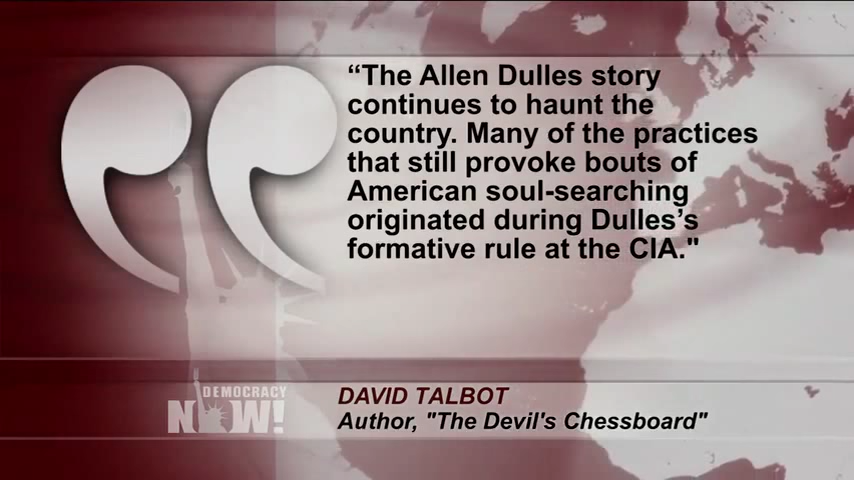 “The Allen Dulles story
continues to haunt the
country. Many of the practices
that still provoke bouts of
American soul-searching
originated during Dulles’s
formative rule at the CIA."
DEMOCRACY
NOW!
DAVID TALBOT
Author, "The Devil's Chessboard"